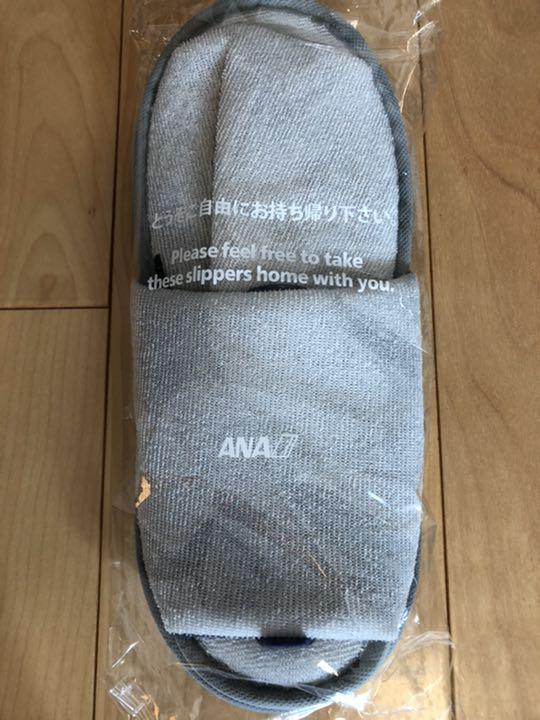 どうぞご自由にお持ち帰り下さい
Please feel free to take
these slippers home with you.
ANA